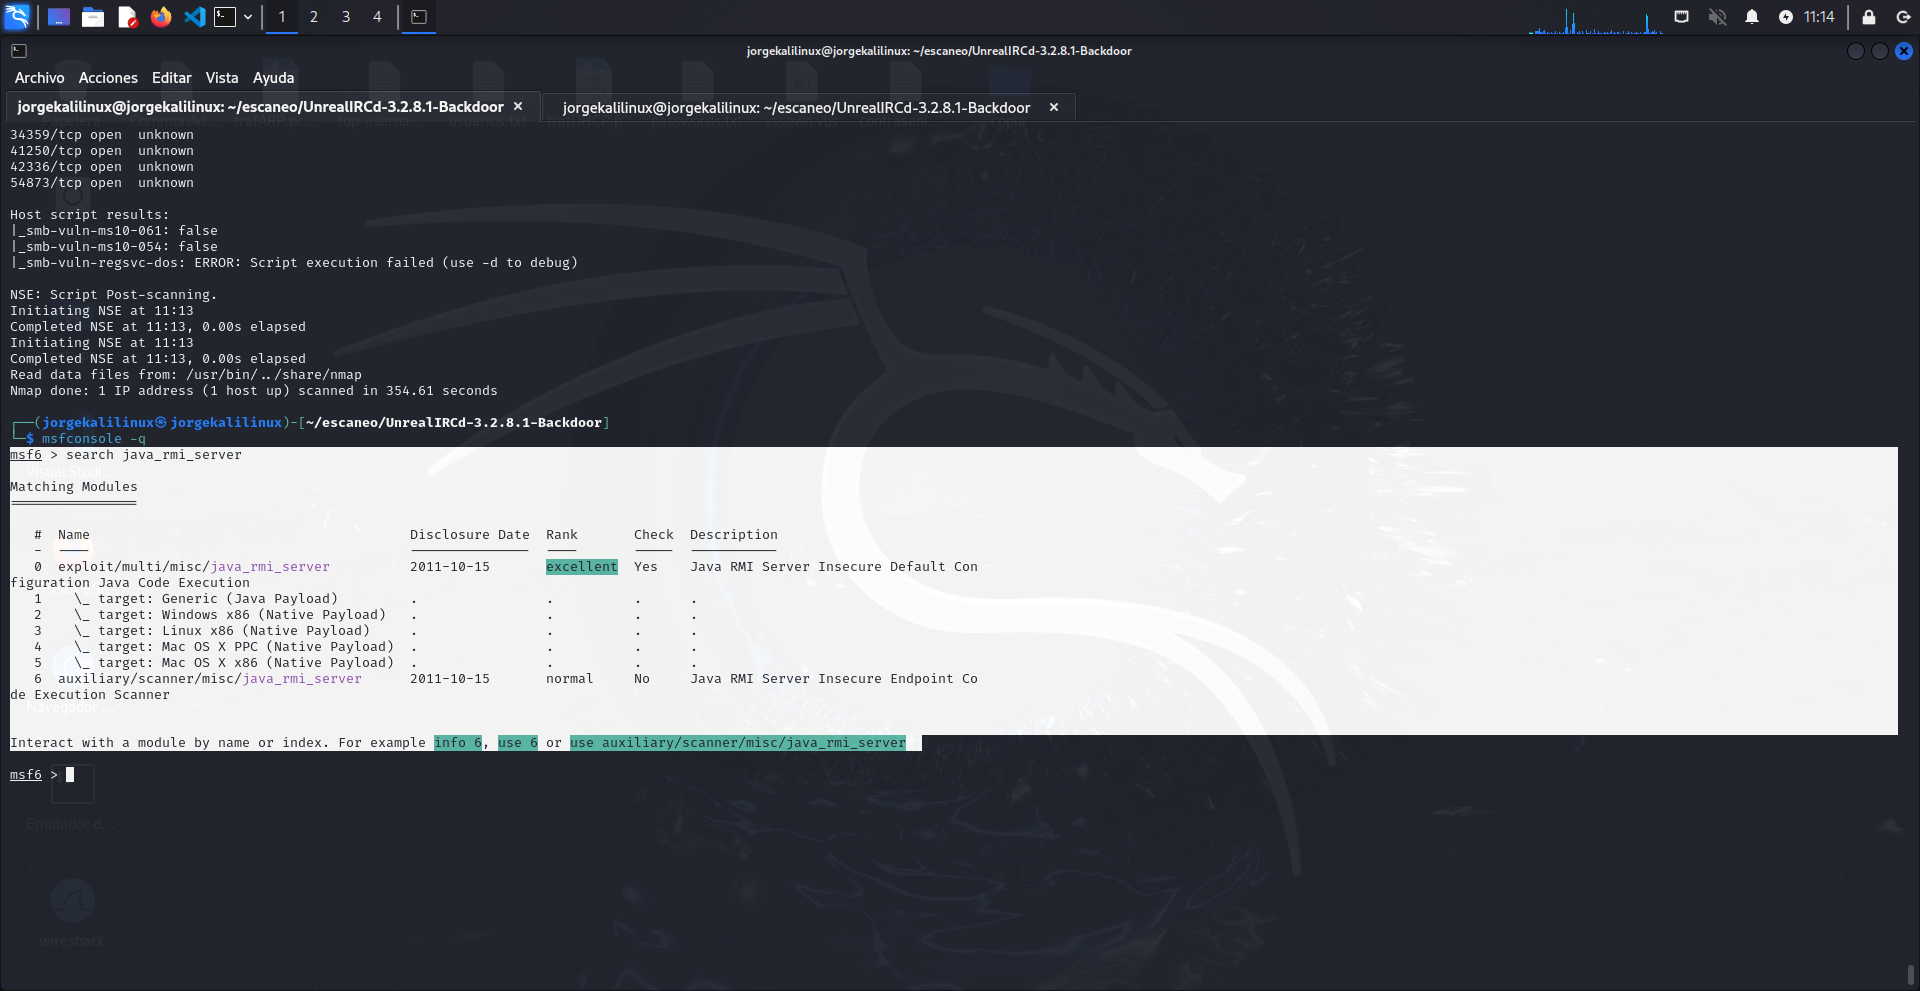 1 2 3 4 11:14
jorgekalilinux@jorgekalilinux: ~/escaneo/UnrealIRCd-3.2.8.1-Backdoor
Archivo Acciones Editar Vista Ayuda
jorgekalilinux@jorgekalilinux: ~/escaneo/UnrealIRCd-3.2.8.1-Backdoor jorgekalilinux@jorgekalilinux: ~/escaneo/UnrealIRCd-3.2.8.1-Backdoor
34359/tcp open  unknown
41250/tcp open  unknown
42336/tcp open  unknown
54873/tcp open  unknown
Host script results:
|_smb-vuln-ms10-061: false
|_smb-vuln-ms10-054: false
|_smb-vuln-regsvc-dos: ERROR: Script execution failed (use -d to debug)
NSE: Script Post-scanning.
Initiating NSE at 11:13
Completed NSE at 11:13, 0.00s elapsed
Initiating NSE at 11:13
Completed NSE at 11:13, 0.00s elapsed
Read data files from: /usr/bin/../share/nmap
Nmap done: 1 IP address (1 host up) scanned in 354.61 seconds
┌──(jorgekalilinux㉿jorgekalilinux)-[~/escaneo/UnrealIRCd-3.2.8.1-Backdoor]
└─$ msfconsole -q
msf6 > search java_rmi_server
Matching Modules
================
   #  Name                                        Disclosure Date  Rank       Check  Description
   -  ----                                        ---------------  ----       -----  -----------
   0  exploit/multi/misc/java_rmi_server          2011-10-15       excellent  Yes    Java RMI Server Insecure Default Con
figuration Java Code Execution
   1    \_ target: Generic (Java Payload)         .                .          .      .
   2    \_ target: Windows x86 (Native Payload)   .                .          .      .
   3    \_ target: Linux x86 (Native Payload)     .                .          .      .
   4    \_ target: Mac OS X PPC (Native Payload)  .                .          .      .
   5    \_ target: Mac OS X x86 (Native Payload)  .                .          .      .
   6  auxiliary/scanner/misc/java_rmi_server      2011-10-15       normal     No     Java RMI Server Insecure Endpoint Co
de Execution Scanner
Navegador ...
Interact with a module by name or index. For example info 6, use 6 or use auxiliary/scanner/misc/java_rmi_server
msf6 >
Emulador d...
wireshark